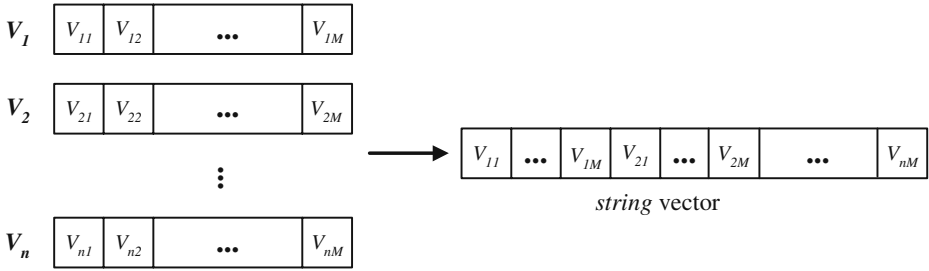 V1 V11 V12 ... V1M
V2 V21 V22 ... V2M
V11 ... V1M V21 ... V2M ... VnM
string vector
Vn Vn1 Vn2 ... VnM